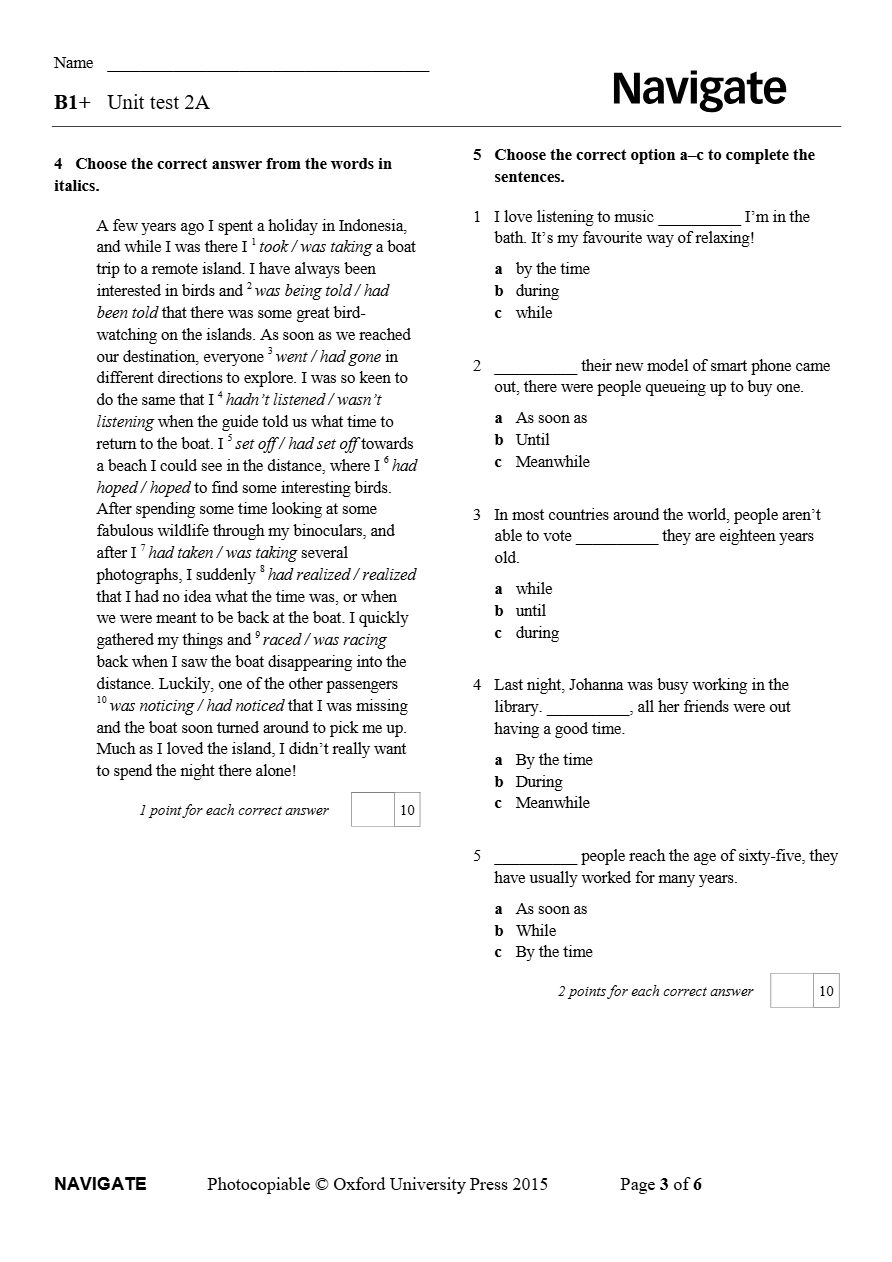 Name
B1+ Unit test 2A
Navigate
4 Choose the correct answer from the words in
italics.
A few years ago I spent a holiday in Indonesia,
and while I was there I 1 took / was taking a boat
trip to a remote island. I have always been
interested in birds and 2 was being told / had
been told that there was some great bird-
watching on the islands. As soon as we reached
our destination, everyone 3 went / had gone in
different directions to explore. I was so keen to
do the same that I 4 hadn't listened / wasn't
listening when the guide told us what time to
return to the boat. I 5 set off / had set off towards
a beach I could see in the distance, where I 6 had
hoped / hoped to find some interesting birds.
After spending some time looking at some
fabulous wildlife through my binoculars, and
after I 7 had taken / was taking several
photographs, I suddenly 8 had realized / realized
that I had no idea what the time was, or when
we were meant to be back at the boat. I quickly
gathered my things and 9 raced / was racing
back when I saw the boat disappearing into the
distance. Luckily, one of the other passengers
10 was noticing / had noticed that I was missing
and the boat soon turned around to pick me up.
Much as I loved the island, I didn't really want
to spend the night there alone!
1 point for each correct answer
10
5 Choose the correct option a–c to complete the
sentences.
1 I love listening to music __________ I'm in the
bath. It's my favourite way of relaxing!
a by the time
b during
c while
2 __________ their new model of smart phone came
out, there were people queueing up to buy one.
a As soon as
b Until
c Meanwhile
3 In most countries around the world, people aren't
able to vote __________ they are eighteen years
old.
a while
b until
c during
4 Last night, Johanna was busy working in the
library. __________, all her friends were out
having a good time.
a By the time
b During
c Meanwhile
5 __________ people reach the age of sixty-five, they
have usually worked for many years.
a As soon as
b While
c By the time
2 points for each correct answer
10
NAVIGATE Photocopiable © Oxford University Press 2015 Page 3 of 6